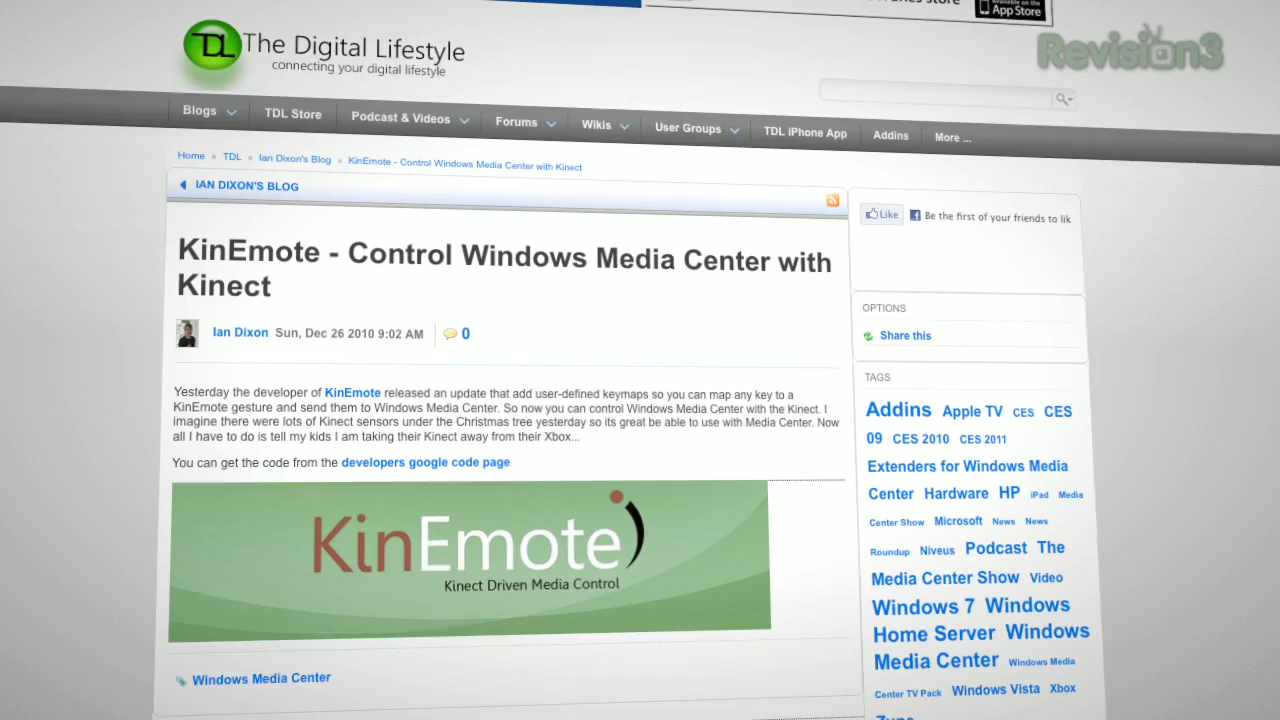 App Store
TDL The Digital Lifestyle
connecting your digital lifestyle
Revision3
Blogs TDL Store Podcast & Videos Forums Wikis User Groups TDL iPhone App Addins More ...
Home » TDL » Ian Dixon's Blog » KinEmote - Control Windows Media Center with Kinect
IAN DIXON'S BLOG
KinEmote - Control Windows Media Center with
Kinect
Ian Dixon Sun, Dec 26 2010 9:02 AM 0
Yesterday the developer of KinEmote released an update that add user-defined keymaps so you can map any key to a
KinEmote gesture and send them to Windows Media Center. So now you can control Windows Media Center with the Kinect. I
imagine there were lots of Kinect sensors under the Christmas tree yesterday so its great be able to use with Media Center. Now
all I have to do is tell my kids I am taking their Kinect away from their Xbox...
You can get the code from the developers google code page
KinEmote
Kinect Driven Media Control
Windows Media Center
Like Be the first of your friends to lik
OPTIONS
Share this
TAGS
Addins Apple TV CES CES
09 CES 2010 CES 2011
Extenders for Windows Media
Center Hardware HP iPad Media
Center Show Microsoft News News
Roundup Niveus Podcast The
Media Center Show Video
Windows 7 Windows
Home Server Windows
Media Center Windows Media
Center TV Pack Windows Vista Xbox